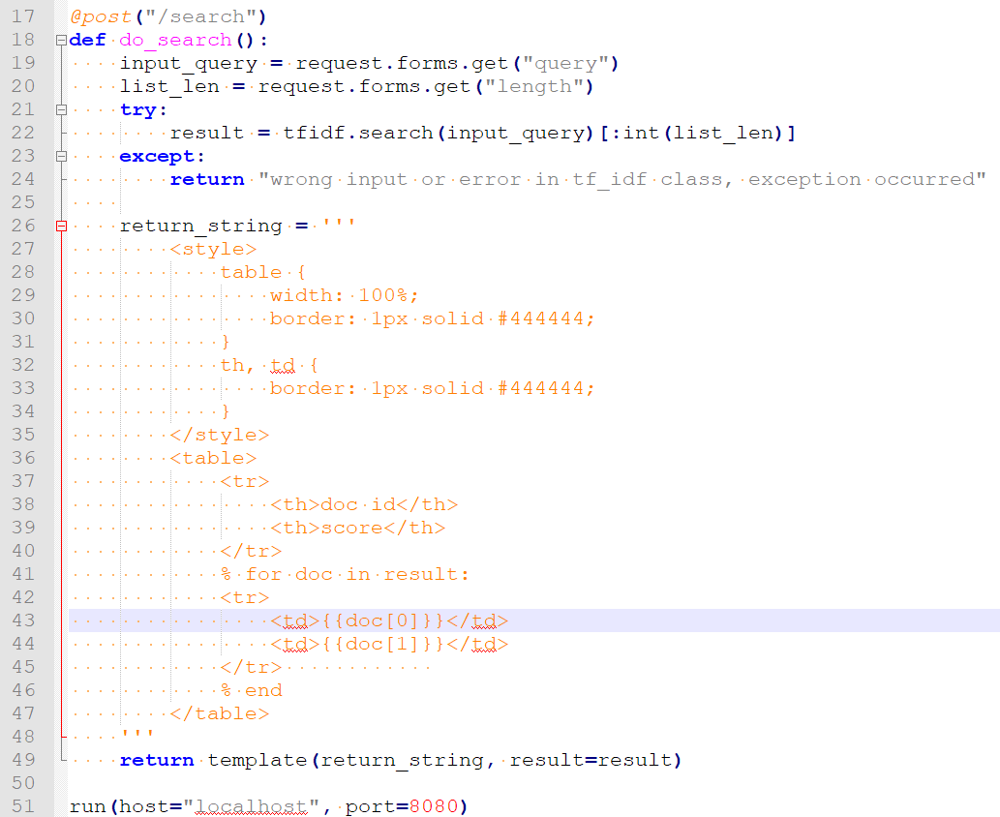 17 @post("/search")
18 def do_search():
19     input_query = request.forms.get("query")
20     list_len = request.forms.get("length")
21     try:
22         result = tfidf.search(input_query)[:int(list_len)]
23     except:
24         return "wrong input or error in tf_idf class, exception occurred"
25
26     return_string = '''
27         <style>
28             table {
29                 width: 100%;
30                 border: 1px solid #444444;
31             }
32             th, td {
33                 border: 1px solid #444444;
34             }
35         </style>
36         <table>
37             <tr>
38                 <th>doc id</th>
39                 <th>score</th>
40             </tr>
41             % for doc in result:
42             <tr>
43                 <td>{{doc[0]}}</td>
44                 <td>{{doc[1]}}</td>
45             </tr>
46             % end
47         </table>
48     '''
49     return template(return_string, result=result)
50
51 run(host="localhost", port=8080)